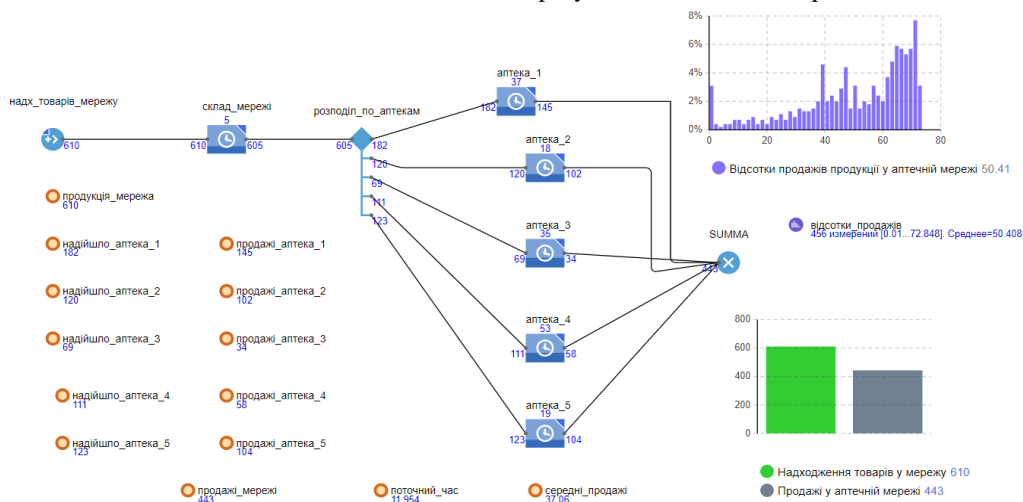 надх_товарів_мережу
610
склад_мережі
5
610
605
розподіл_по_аптекам
605
182
120
69
111
123
аптека_1
37
182
145
аптека_2
18
120
102
аптека_3
35
69
34
аптека_4
53
111
58
аптека_5
19
123
104
SUMMA
443
продукція_мережа
610
надійшло_аптека_1
182
надійшло_аптека_2
120
надійшло_аптека_3
69
надійшло_аптека_4
111
надійшло_аптека_5
123
продажі_аптека_1
145
продажі_аптека_2
102
продажі_аптека_3
34
продажі_аптека_4
58
продажі_аптека_5
104
продажі_мережі
443
поточний_час
11.954
середні_продажі
37.06
8%
6%
4%
2%
0%
0 20 40 60 80
Відсотки продажів продукції у аптечній мережі 50.41
відсотки_продажів
456 измерений [0.01...72.848]. Среднее=50.408
800
600
400
200
0
Надходження товарів у мережу 610
Продажі у аптечній мережі 443